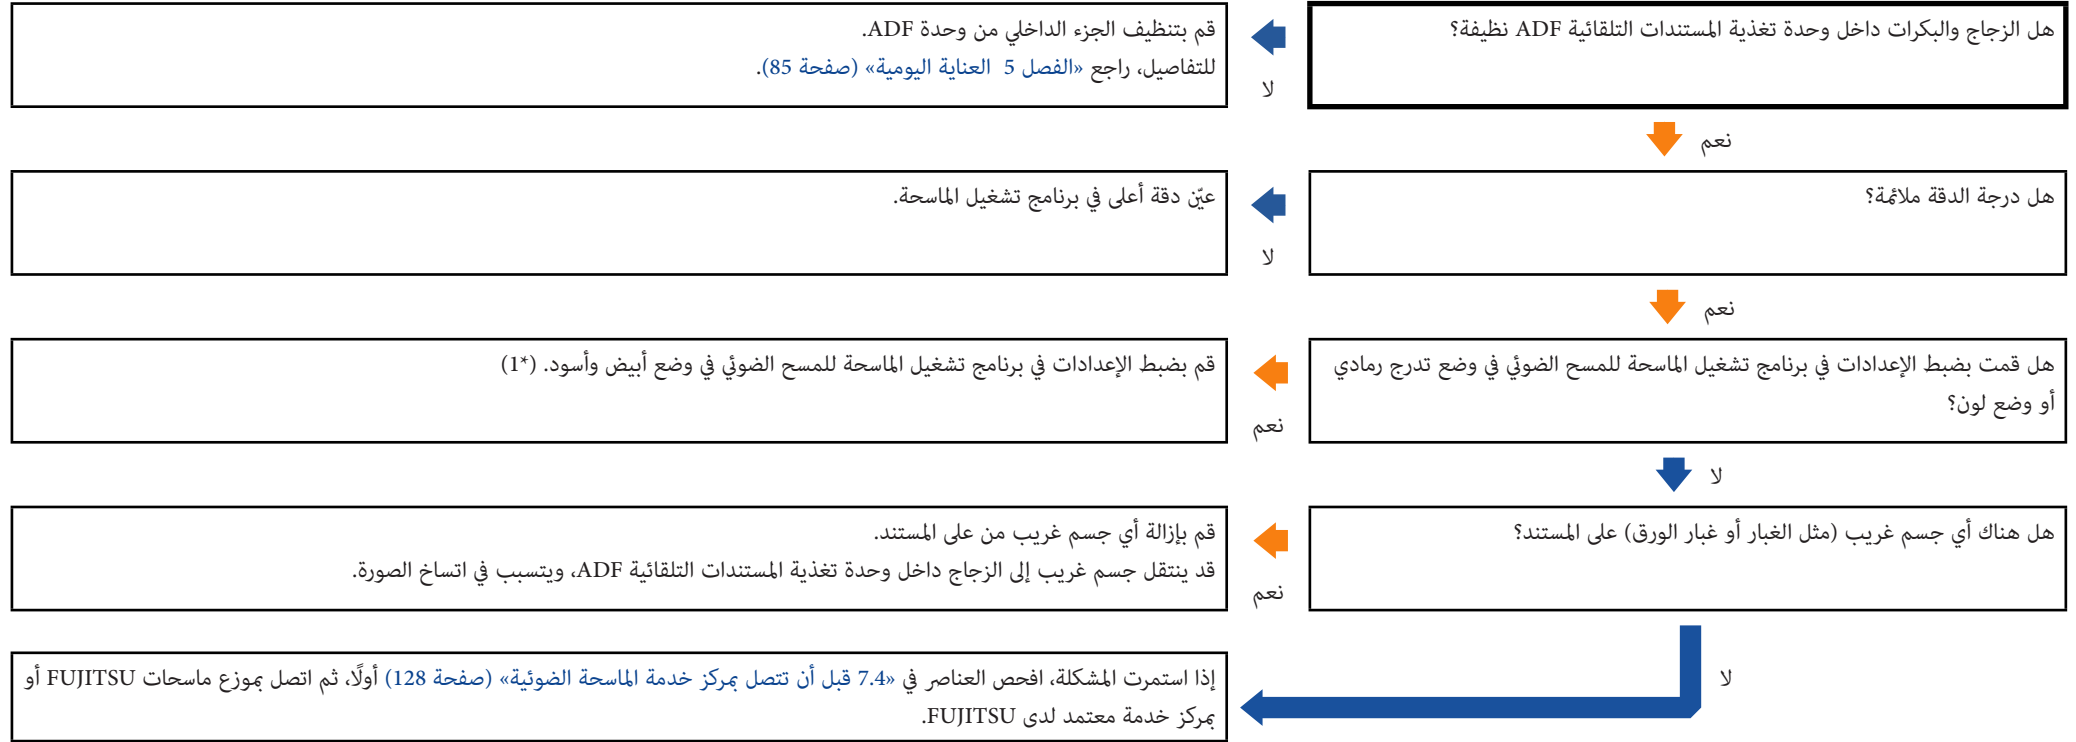 هل الزجاج والبكرات داخل وحدة تغذية المستندات التلقائية ADF نظيفة؟
لا
قم بتنظيف الجزء الداخلي من وحدة ADF.
للتفاصيل، راجع «الفصل 5 العناية اليومية» (صفحة 85).
نعم
هل درجة الدقة ملائمة؟
لا
عيّن دقة أعلى في برنامج تشغيل الماسحة.
نعم
هل قمت بضبط الإعدادات في برنامج تشغيل الماسحة للمسح الضوئي في وضع تدرج رمادي
أو وضع لون؟
نعم
قم بضبط الإعدادات في برنامج تشغيل الماسحة للمسح الضوئي في وضع أبيض وأسود. (*1)
لا
هل هناك أي جسم غريب (مثل الغبار أو غبار الورق) على المستند؟
نعم
قم بإزالة أي جسم غريب من على المستند.
قد ينتقل جسم غريب إلى الزجاج داخل وحدة تغذية المستندات التلقائية ADF، ويتسبب في اتساخ الصورة.
لا
إذا استمرت المشكلة، افحص العناصر في «7.4 قبل أن تتصل بمركز خدمة الماسحة الضوئية» (صفحة 128) أولًا، ثم اتصل بموزع ماسحات FUJITSU أو
بمركز خدمة معتمد لدى FUJITSU.